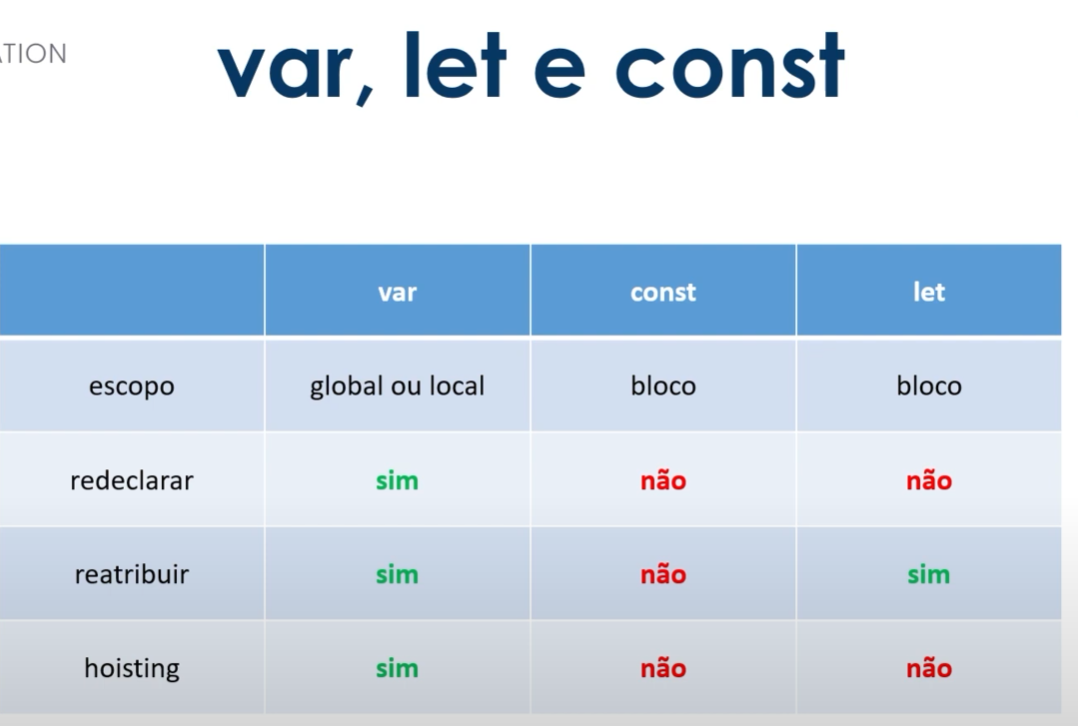 ATION
var, let e const
var const let
escopo global ou local bloco bloco
redeclarar sim não não
reatribuir sim não sim
hoisting sim não não